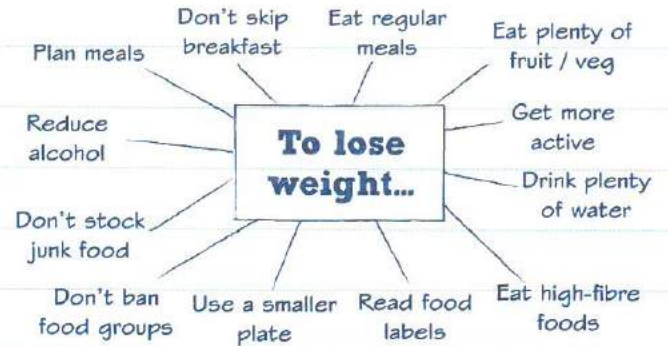 To lose
weight...
Don't skip
breakfast
Eat regular
meals
Eat plenty of
fruit / veg
Get more
active
Drink plenty
of water
Eat high-fibre
foods
Read food
labels
Use a smaller
plate
Don't ban
food groups
Don't stock
junk food
Reduce
alcohol
Plan meals